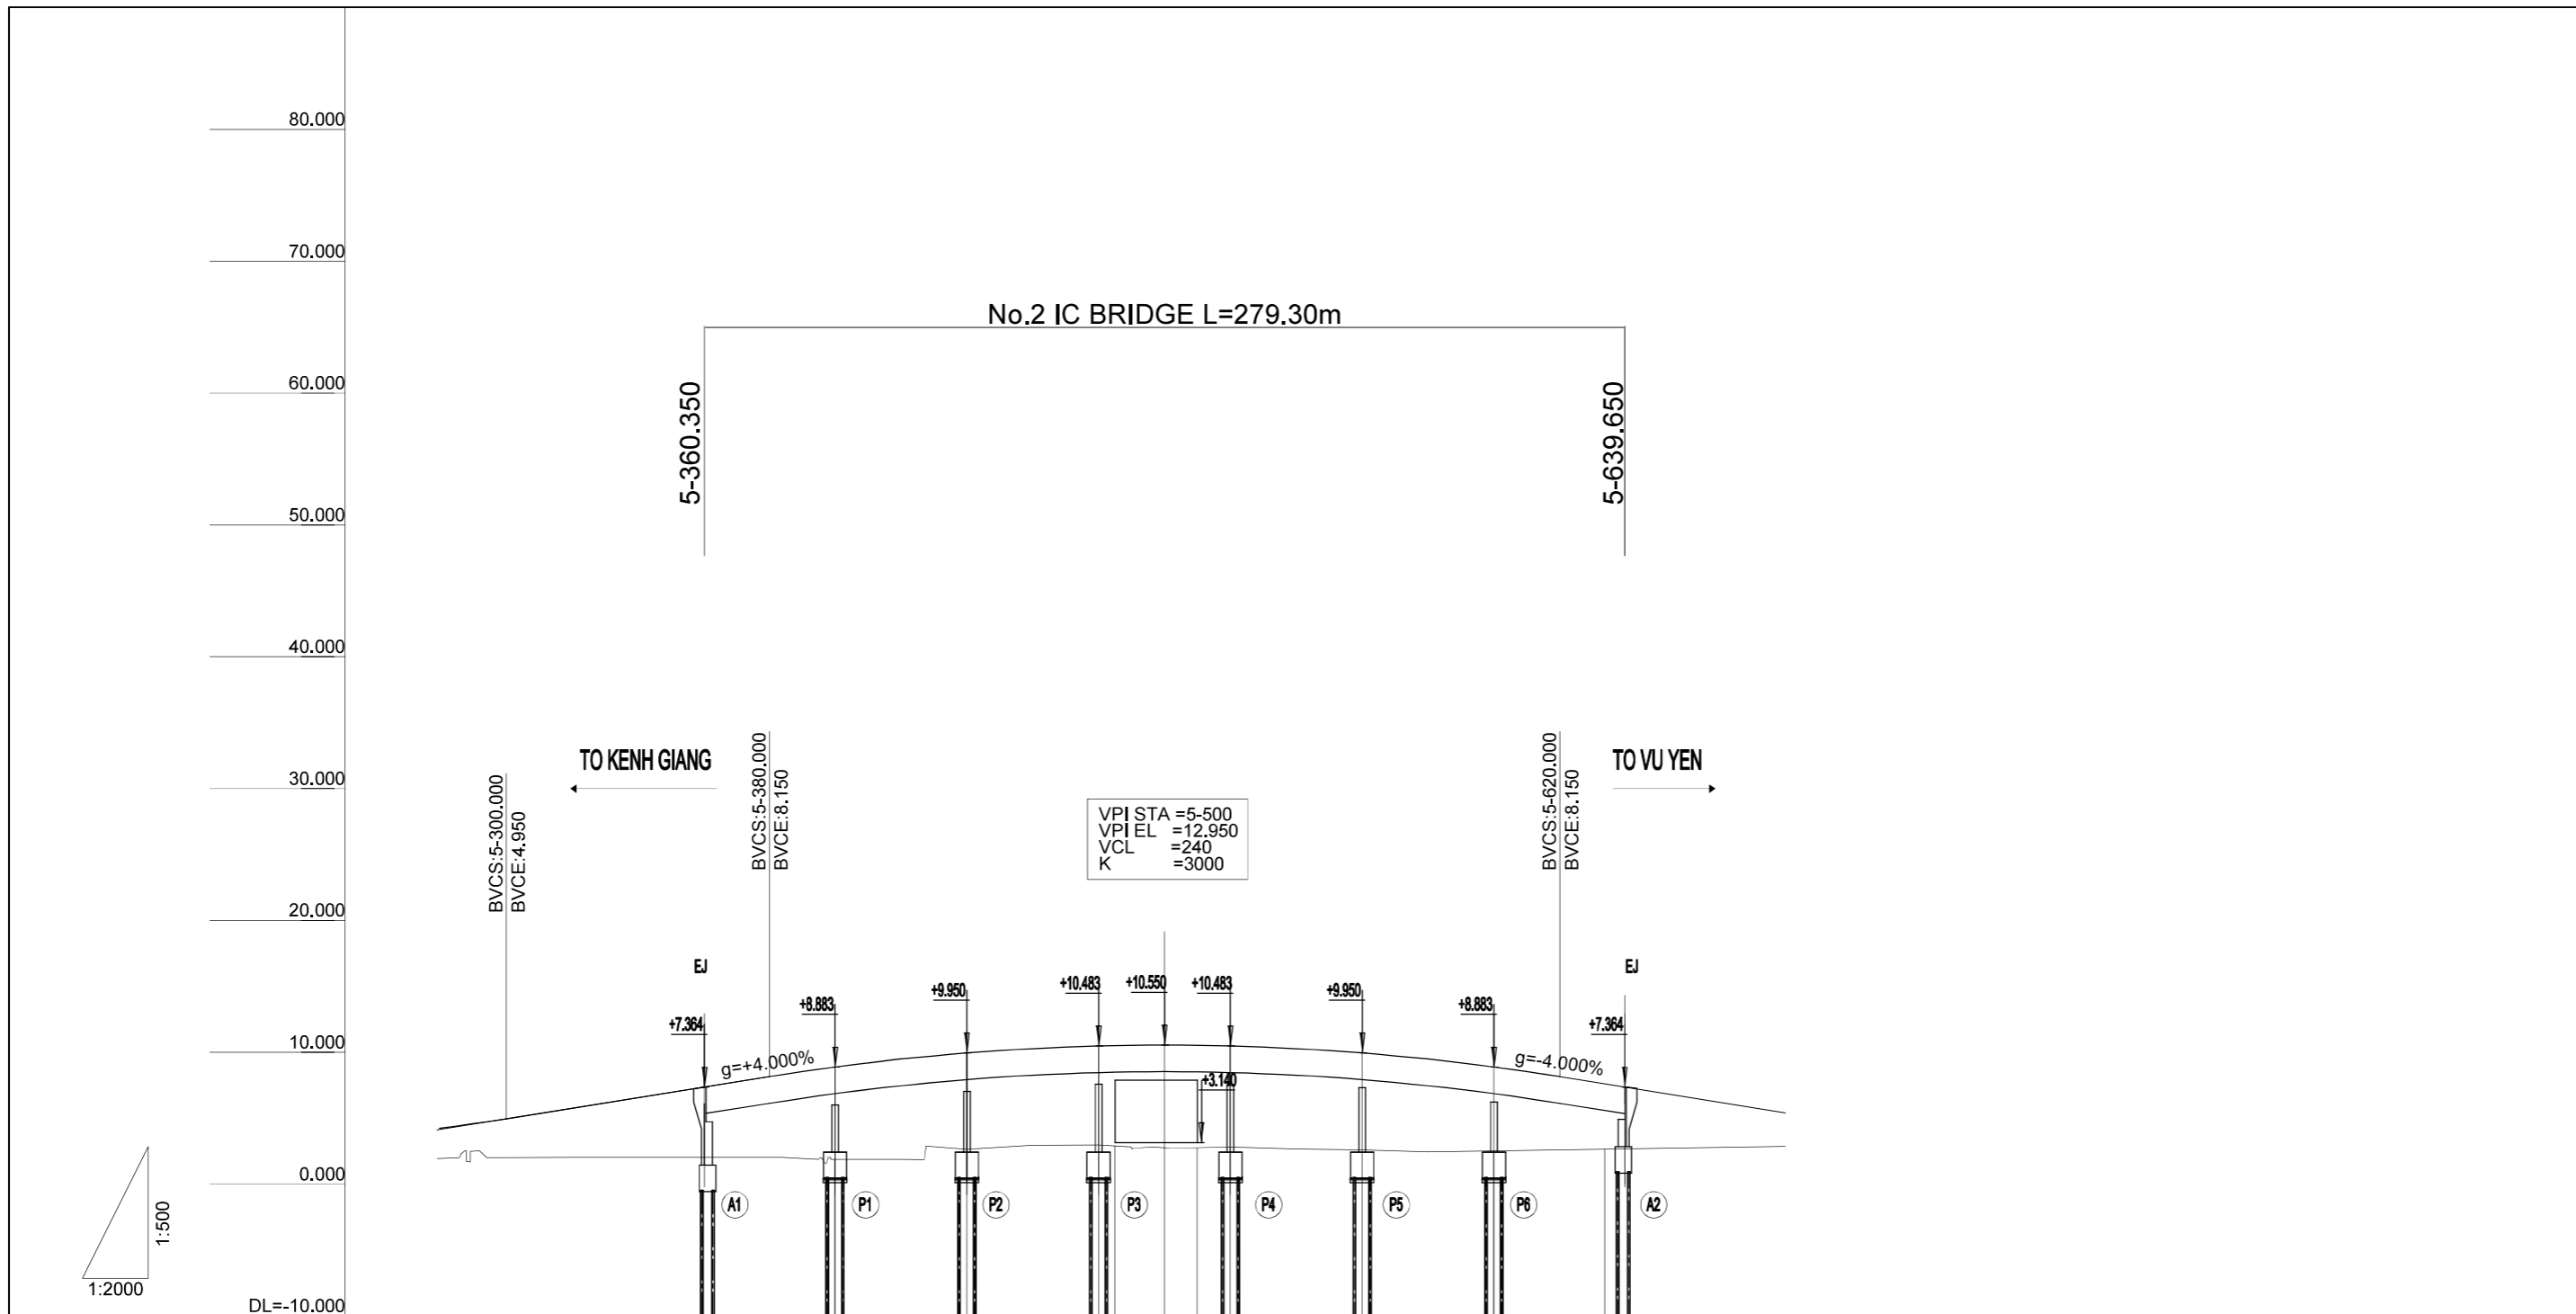 80.000
70.000
60.000
50.000
40.000
30.000
20.000
10.000
0.000
DL=-10.000
1:500
1:2000
No.2 IC BRIDGE L=279.30m
5-360.350
5-639.650
TO KENH GIANG
TO VU YEN
BVCS:5-300.000
BVCE:4.950
BVCS:5-380.000
BVCE:8.150
BVCS:5-620.000
BVCE:8.150
VPI STA =5-500
VPI EL =12.950
VCL =240
K =3000
EJ
EJ
+7.364
+8.883
+9.950
+10.483
+10.550
+10.483
+9.950
+8.883
+7.364
g=+4.000%
g=-4.000%
+3.140
A1
P1
P2
P3
P4
P5
P6
A2